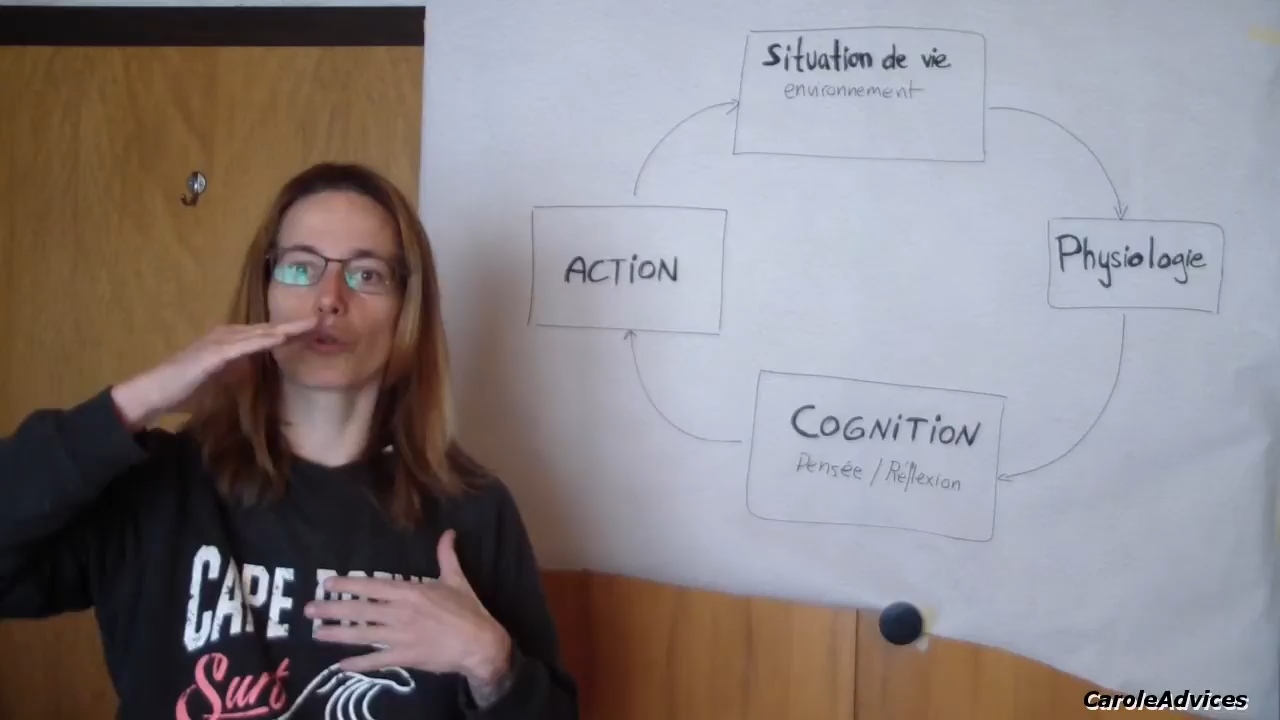 Situation de vie
environnement
ACTION
Physiologie
COGNITION
Pensée / Réflexion
CAPE
Surf
CaroleAdvices